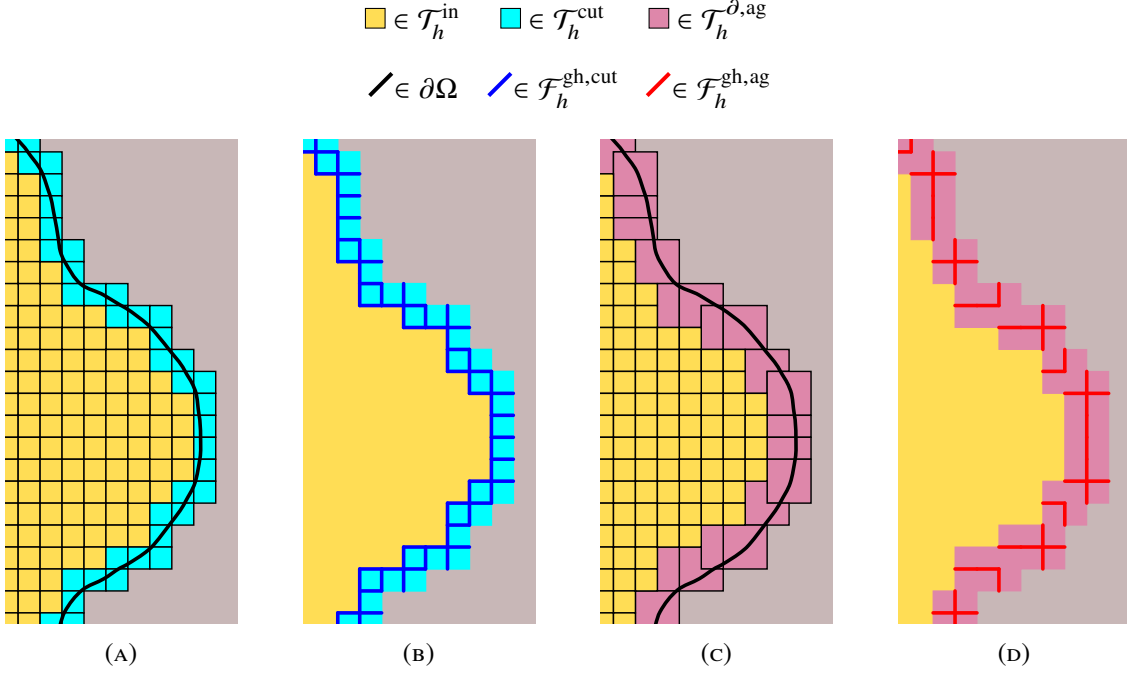 ∈ 𝒯_h^in ∈ 𝒯_h^cut ∈ 𝒯_h^∂,ag
∈ ∂Ω ∈ ℱ_h^gh,cut ∈ ℱ_h^gh,ag
(A) (B) (C) (D)